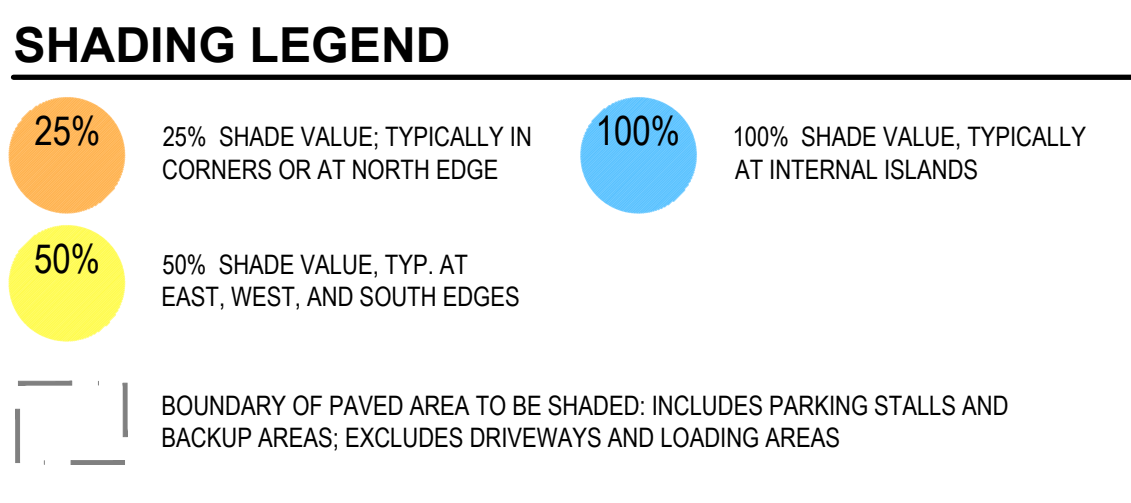 SHADING LEGEND
25%
25% SHADE VALUE; TYPICALLY IN
CORNERS OR AT NORTH EDGE
100%
100% SHADE VALUE, TYPICALLY
AT INTERNAL ISLANDS
50%
50% SHADE VALUE, TYP. AT
EAST, WEST, AND SOUTH EDGES
BOUNDARY OF PAVED AREA TO BE SHADED: INCLUDES PARKING STALLS AND
BACKUP AREAS; EXCLUDES DRIVEWAYS AND LOADING AREAS